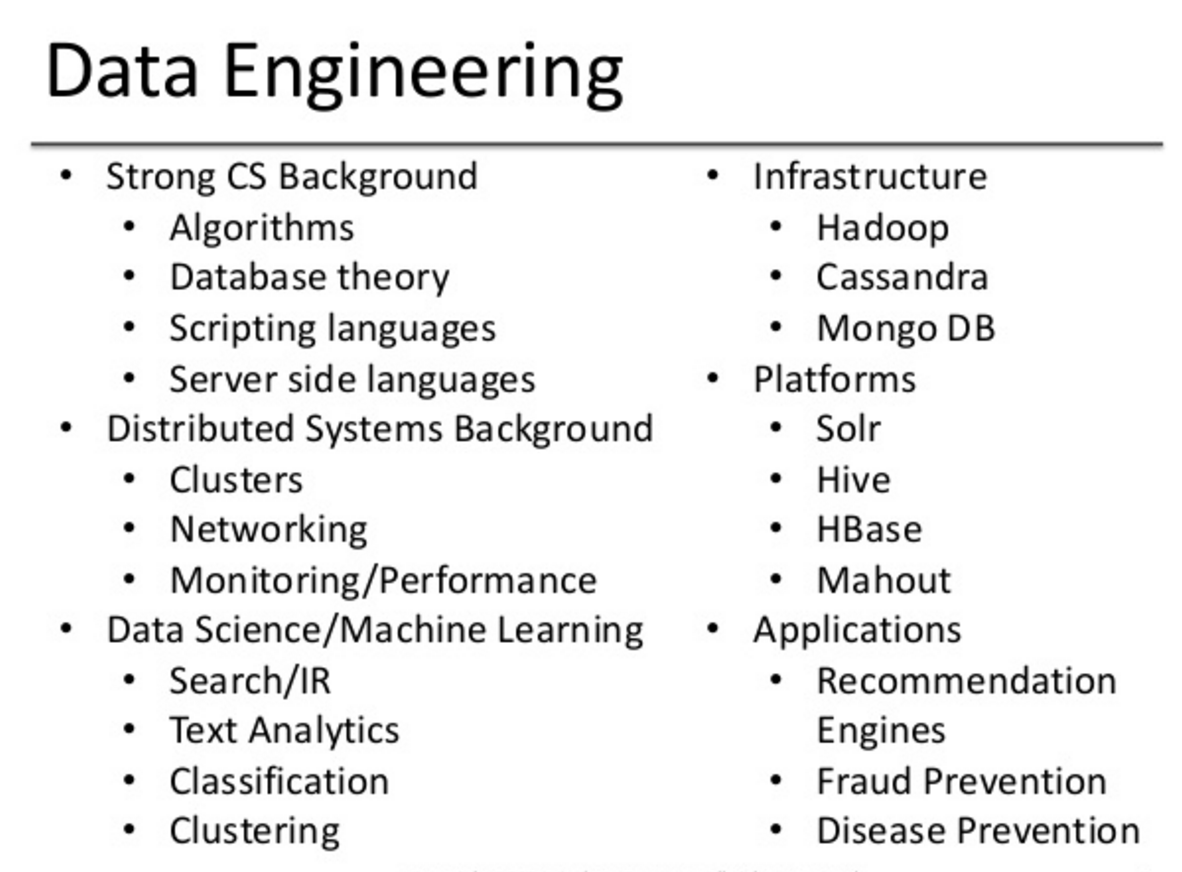 Data Engineering
• Strong CS Background
• Algorithms
• Database theory
• Scripting languages
• Server side languages
• Distributed Systems Background
• Clusters
• Networking
• Monitoring/Performance
• Data Science/Machine Learning
• Search/IR
• Text Analytics
• Classification
• Clustering
• Infrastructure
• Hadoop
• Cassandra
• Mongo DB
• Platforms
• Solr
• Hive
• HBase
• Mahout
• Applications
• Recommendation
Engines
• Fraud Prevention
• Disease Prevention